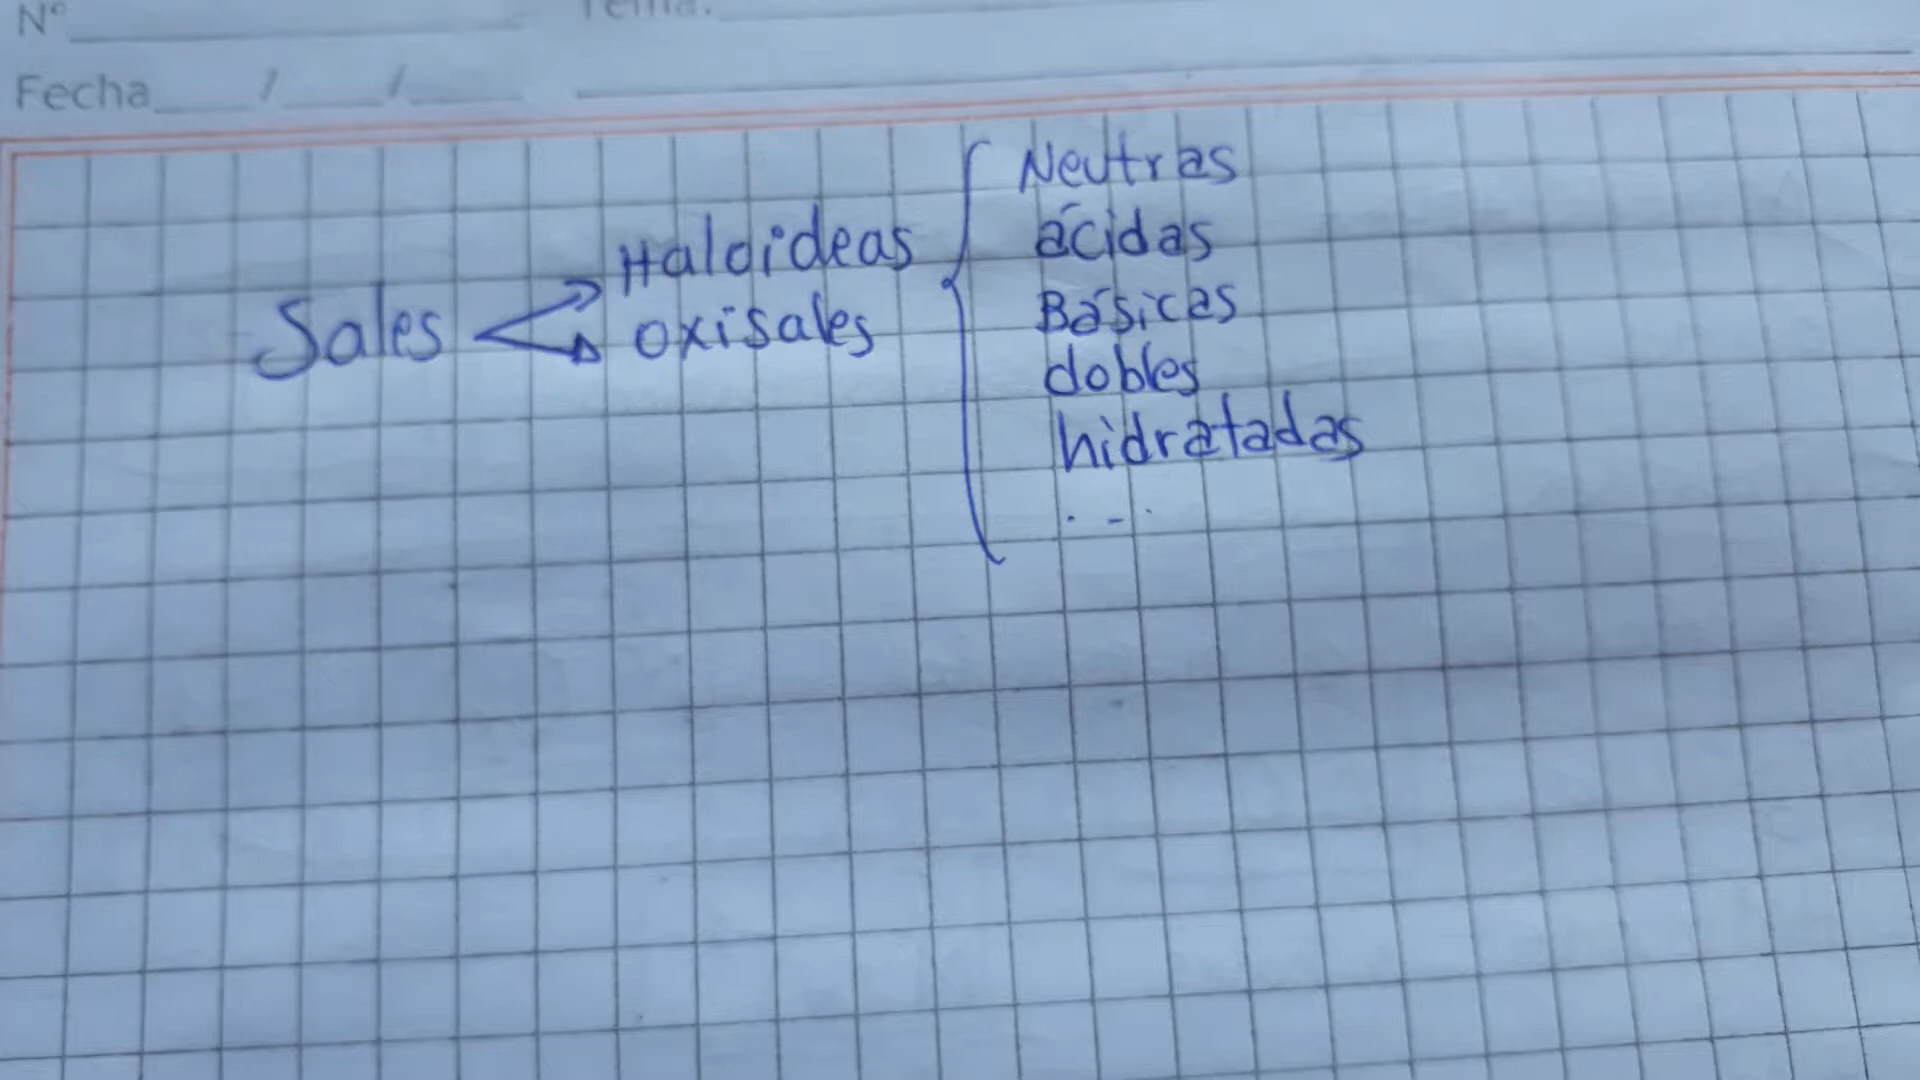 N° Tema:
Fecha / /
Sales
Haloideas
oxisales
Neutras
ácidas
Básicas
dobles
hidratadas
...